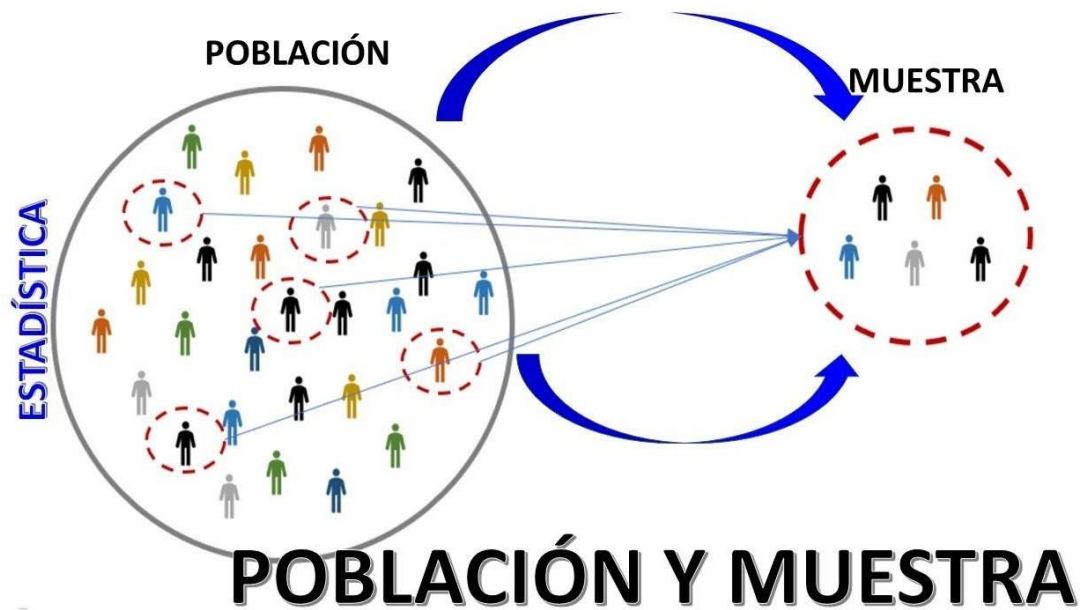 POBLACIÓN
MUESTRA
ESTADÍSTICA
POBLACIÓN Y MUESTRA